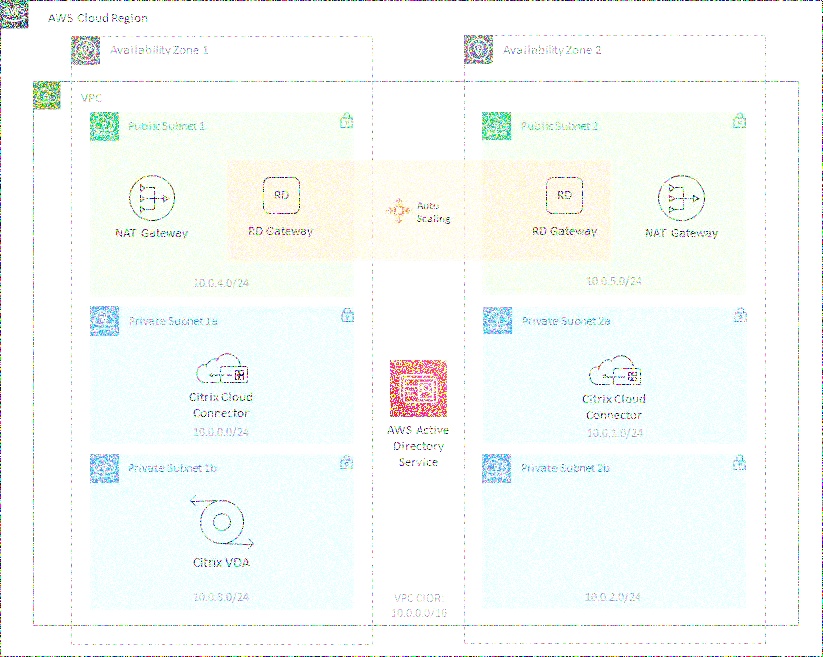 AWS Cloud Region
Availability Zone 1
Availability Zone 2
VPC
Public Subnet 1
Public Subnet 2
RD
RD
Auto
Scaling
NAT Gateway
RD Gateway
RD Gateway
NAT Gateway
10.0.4.0/24
10.0.5.0/24
Private Subnet 1a
Private Subnet 2a
Citrix Cloud
Connector
10.0.0.0/24
Citrix Cloud
Connector
10.0.1.0/24
AWS Active
Directory
Service
Private Subnet 1b
Private Subnet 2b
Citrix VDA
10.0.3.0/24
10.0.2.0/24
VPC CIDR:
10.0.0.0/16